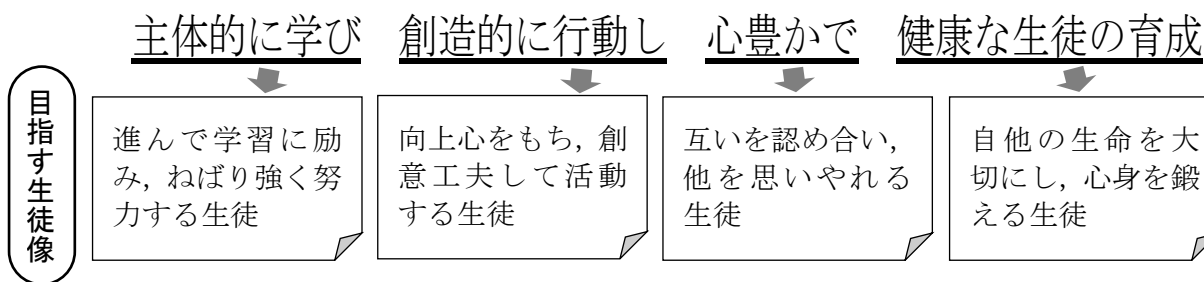 主体的に学び 創造的に行動し 心豊かで 健康な生徒の育成
目指す生徒像
進んで学習に励
み,ねばり強く努
力する生徒
向上心をもち,創
意工夫して活動
する生徒
互いを認め合い,
他を思いやれる
生徒
自他の生命を大
切にし,心身を鍛
える生徒